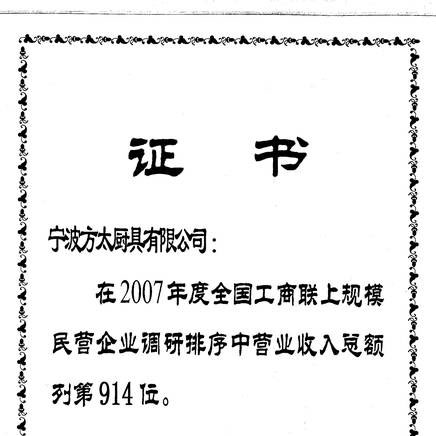 证 书
宁波方太厨具有限公司：
在2007年度全国工商联上规模
民营企业调研排序中营业收入总额
列第914位。